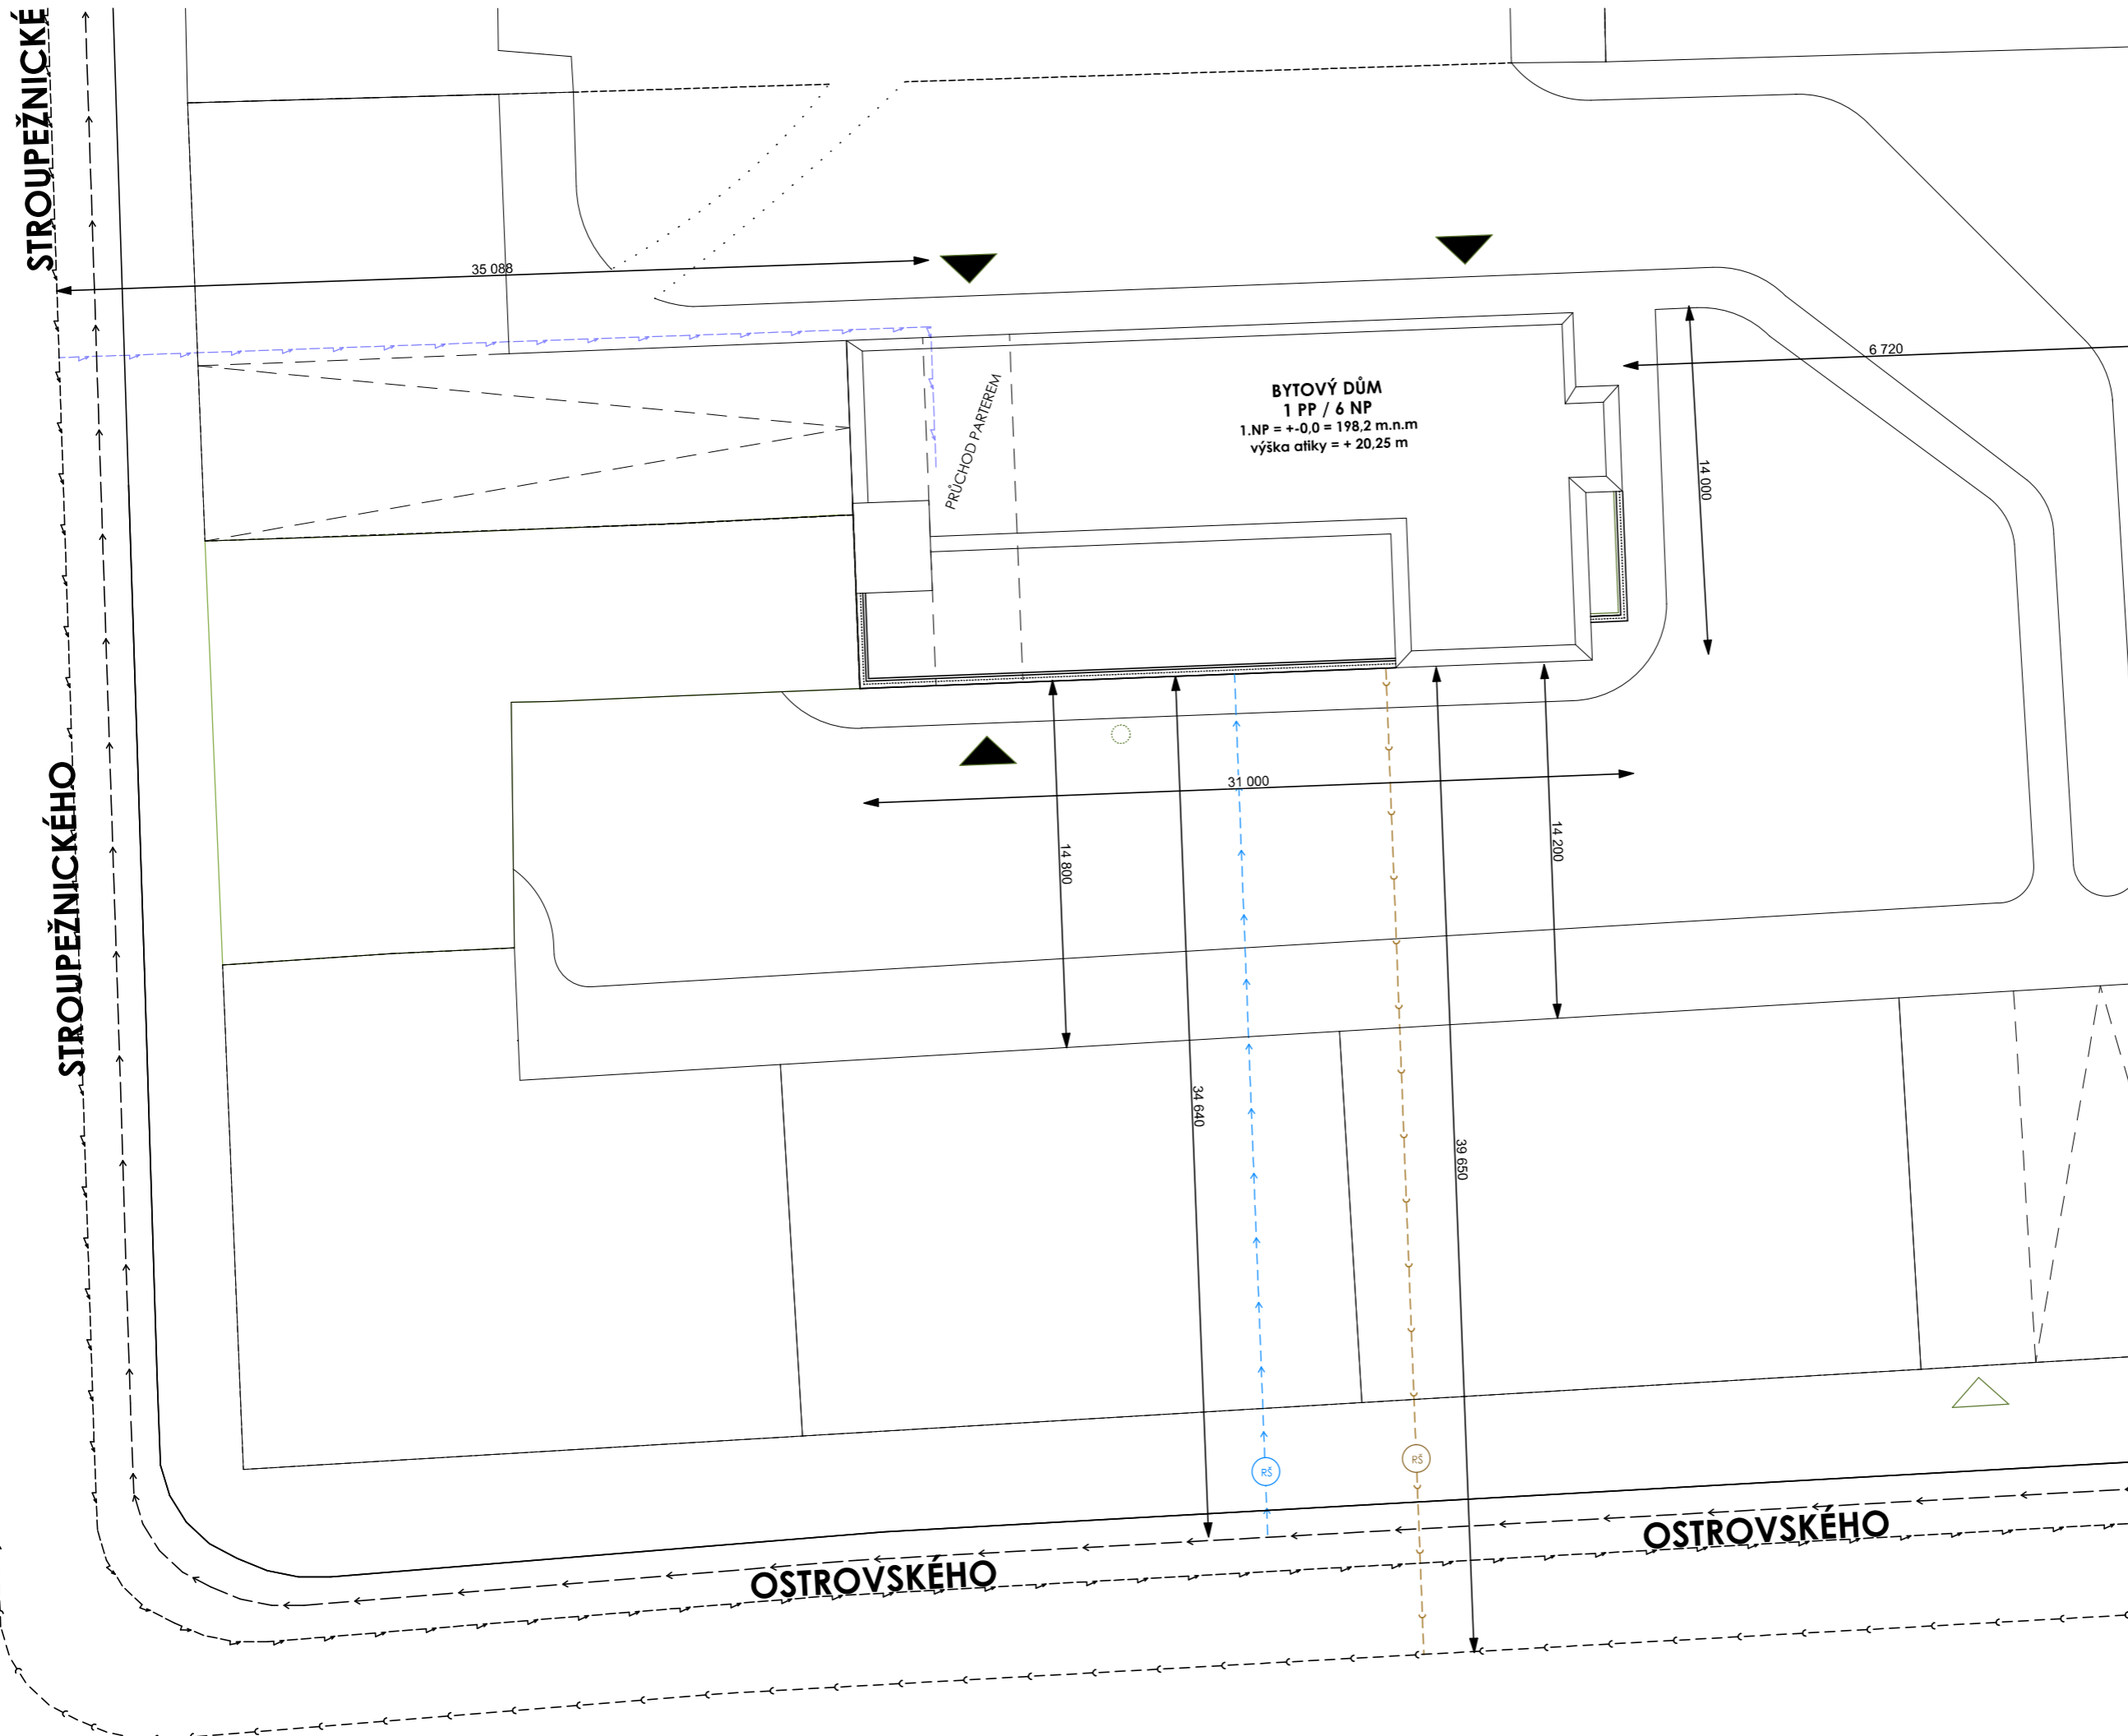 STROUPEŽNICKÉ
35 088
6 720
BYTOVÝ DŮM
1 PP / 6 NP
1.NP = +-0,0 = 198,2 m.n.m
výška atiky = + 20,25 m
PRŮCHOD PARTEREM
14 000
31 000
STROUPEŽNICKÉHO
14 800
14 200
34 640
39 650
RŠ
RŠ
OSTROVSKÉHO
OSTROVSKÉHO